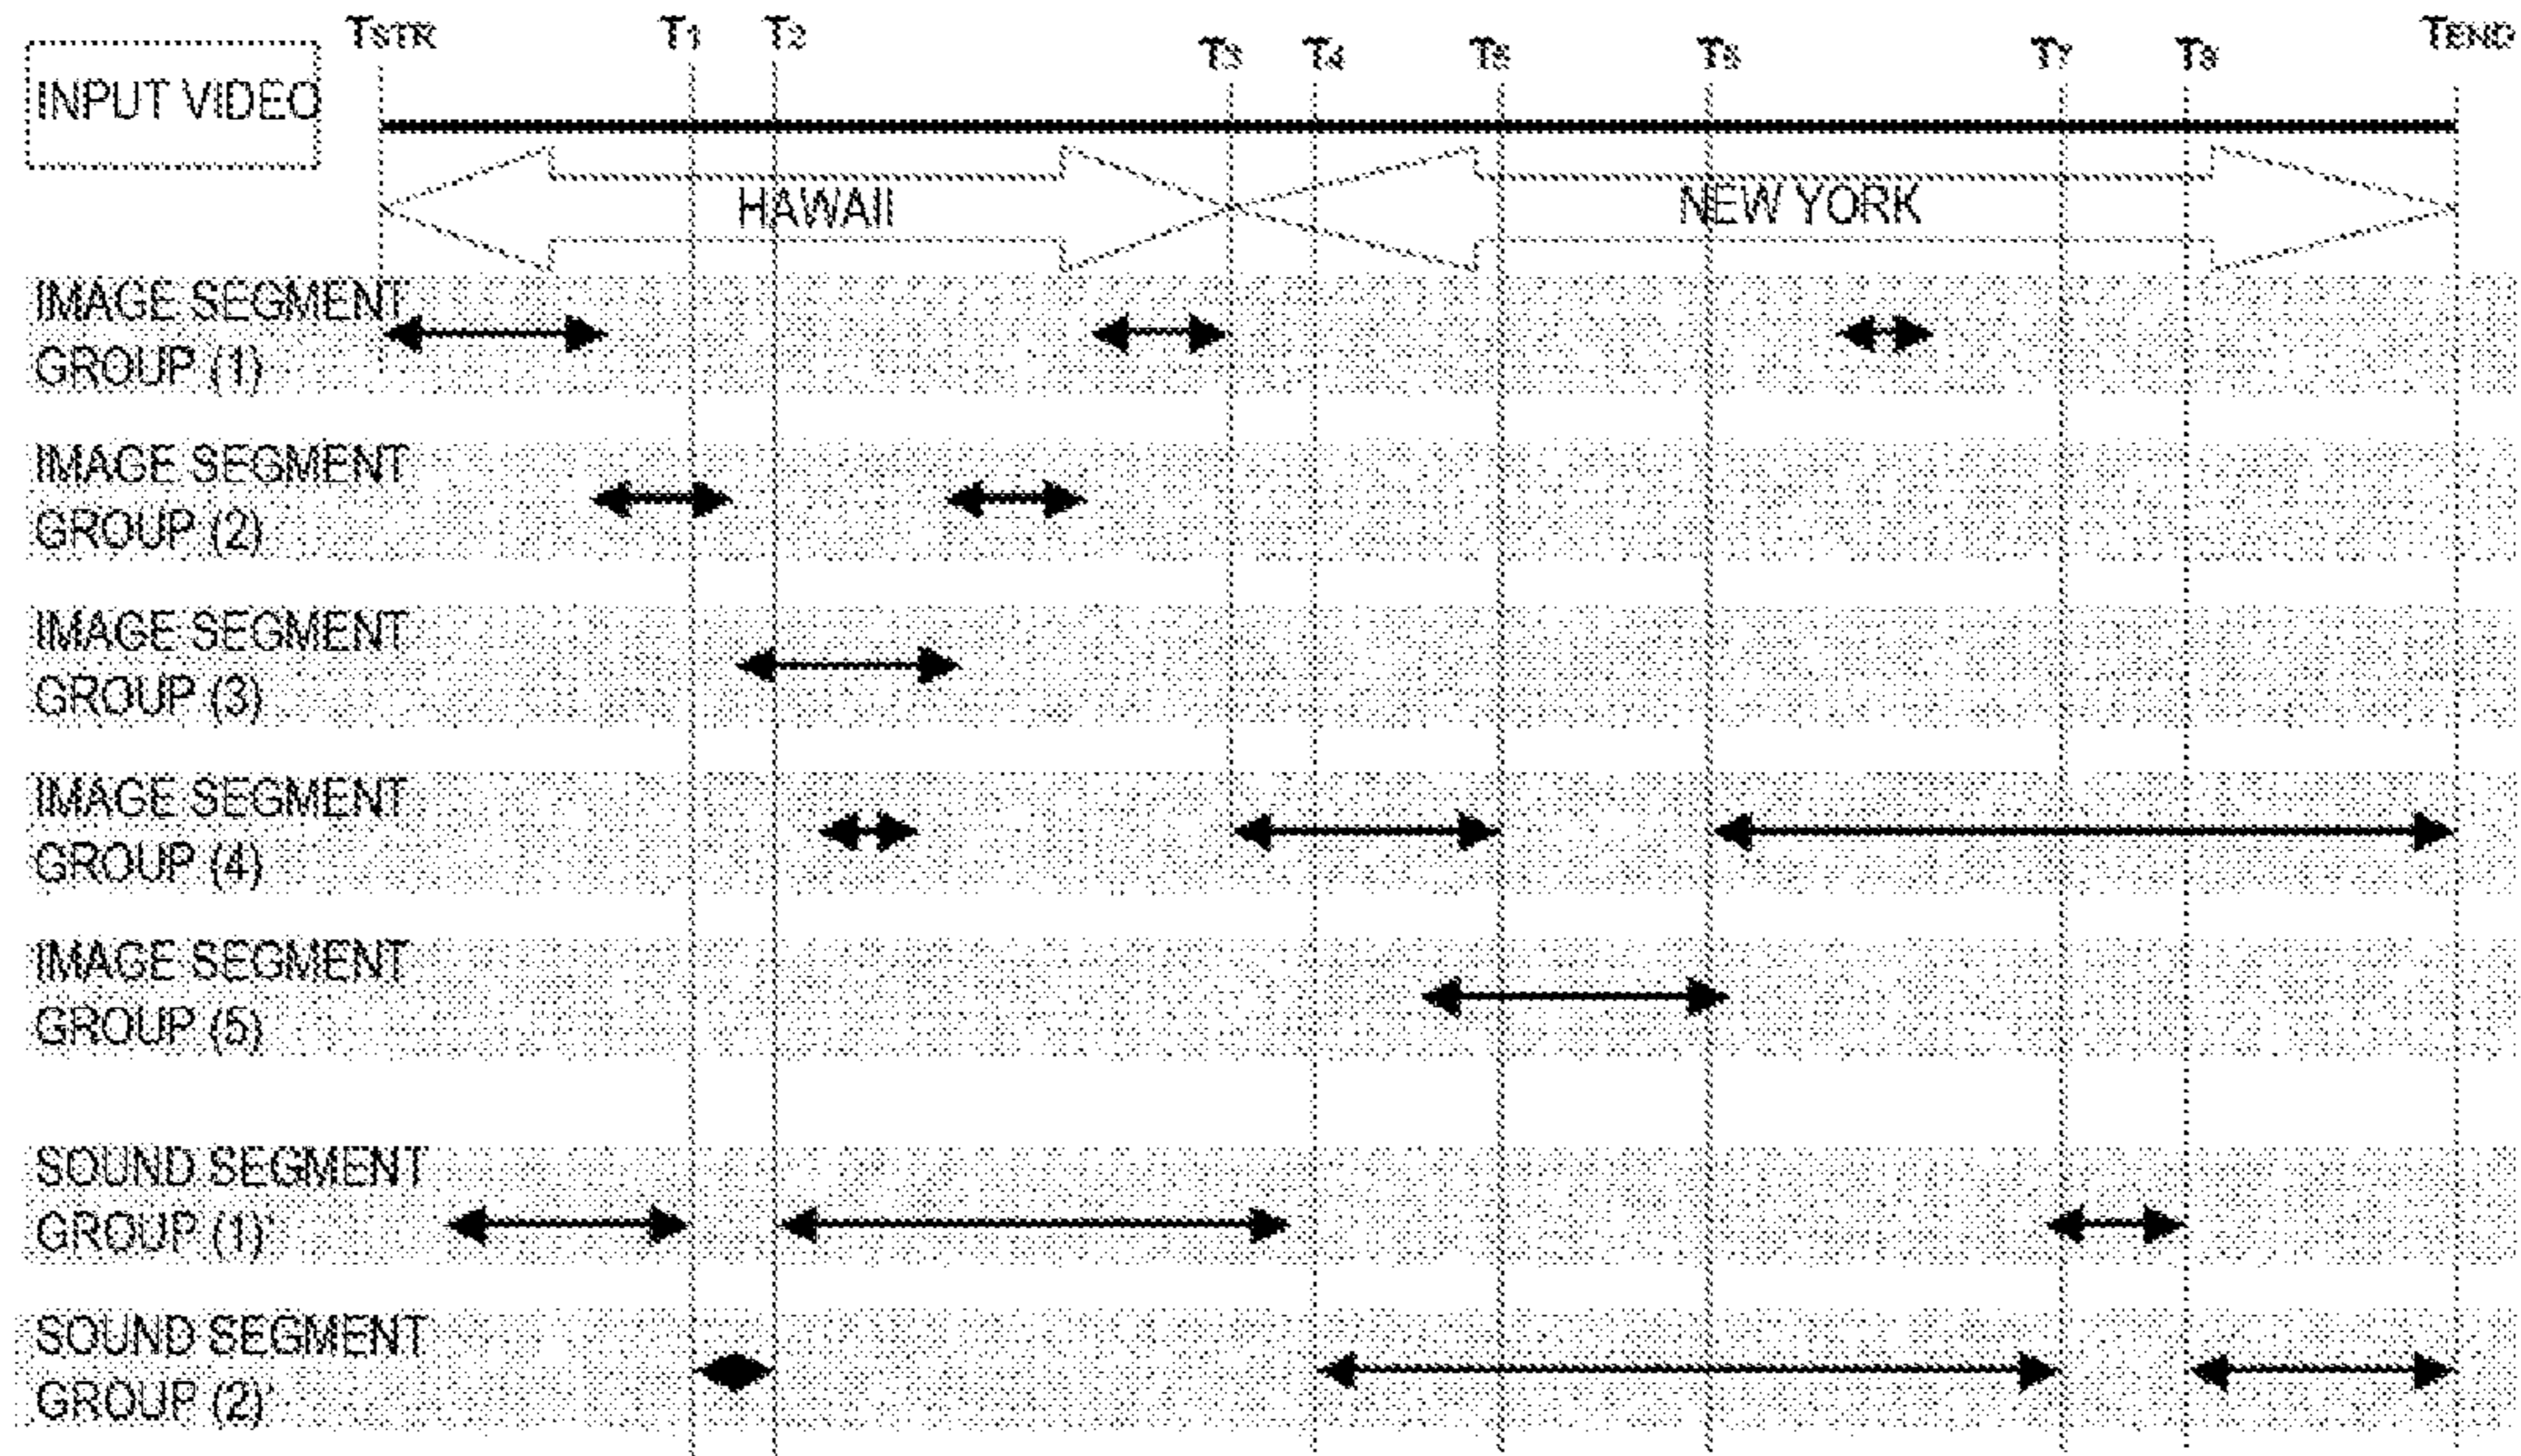 TSTR T1 T2 T3 T4 T5 T6 T7 T8 TEND
INPUT VIDEO
HAWAII NEW YORK
IMAGE SEGMENT
GROUP (1)
IMAGE SEGMENT
GROUP (2)
IMAGE SEGMENT
GROUP (3)
IMAGE SEGMENT
GROUP (4)
IMAGE SEGMENT
GROUP (5)
SOUND SEGMENT
GROUP (1)'
SOUND SEGMENT
GROUP (2)'